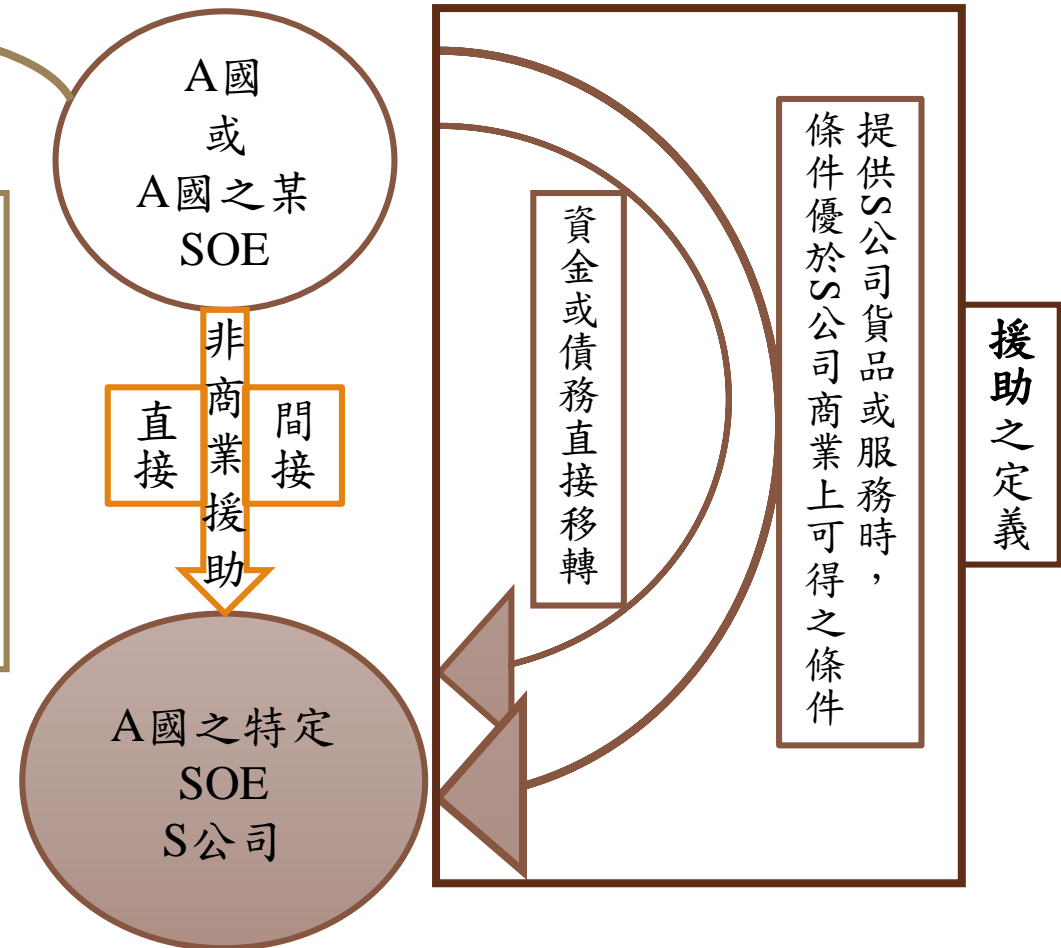 A國
或
A國之某
SOE
非商業援助
直接
間接
A國之特定
SOE
S公司
資金或債務直接移轉
提供S公司貨品或服務時，
條件優於S公司商業上可得之條件
援助之定義